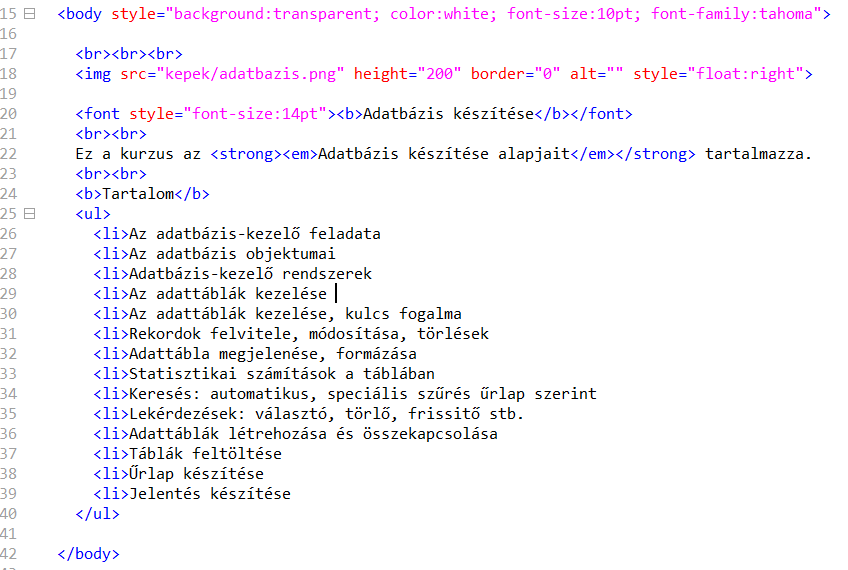 15 <body style="background:transparent; color:white; font-size:10pt; font-family:tahoma">
16
17 <br><br><br>
18 <img src="kepek/adatbazis.png" height="200" border="0" alt="" style="float:right">
19
20 <font style="font-size:14pt"><b>Adatbázis készítése</b></font>
21 <br><br>
22 Ez a kurzus az <strong><em>Adatbázis készítése alapjait</em></strong> tartalmazza.
23 <br><br>
24 <b>Tartalom</b>
25 <ul>
26 <li>Az adatbázis-kezelő feladata
27 <li>Az adatbázis objektumai
28 <li>Adatbázis-kezelő rendszerek
29 <li>Az adattáblák kezelése
30 <li>Az adattáblák kezelése, kulcs fogalma
31 <li>Rekordok felvitele, módosítása, törlések
32 <li>Adattábla megjelenése, formázása
33 <li>Statisztikai számítások a táblában
34 <li>Keresés: automatikus, speciális szűrés űrlap szerint
35 <li>Lekérdezések: választó, törlő, frissitő stb.
36 <li>Adattáblák létrehozása és összekapcsolása
37 <li>Táblák feltöltése
38 <li>Űrlap készítése
39 <li>Jelentés készítése
40 </ul>
41
42 </body>